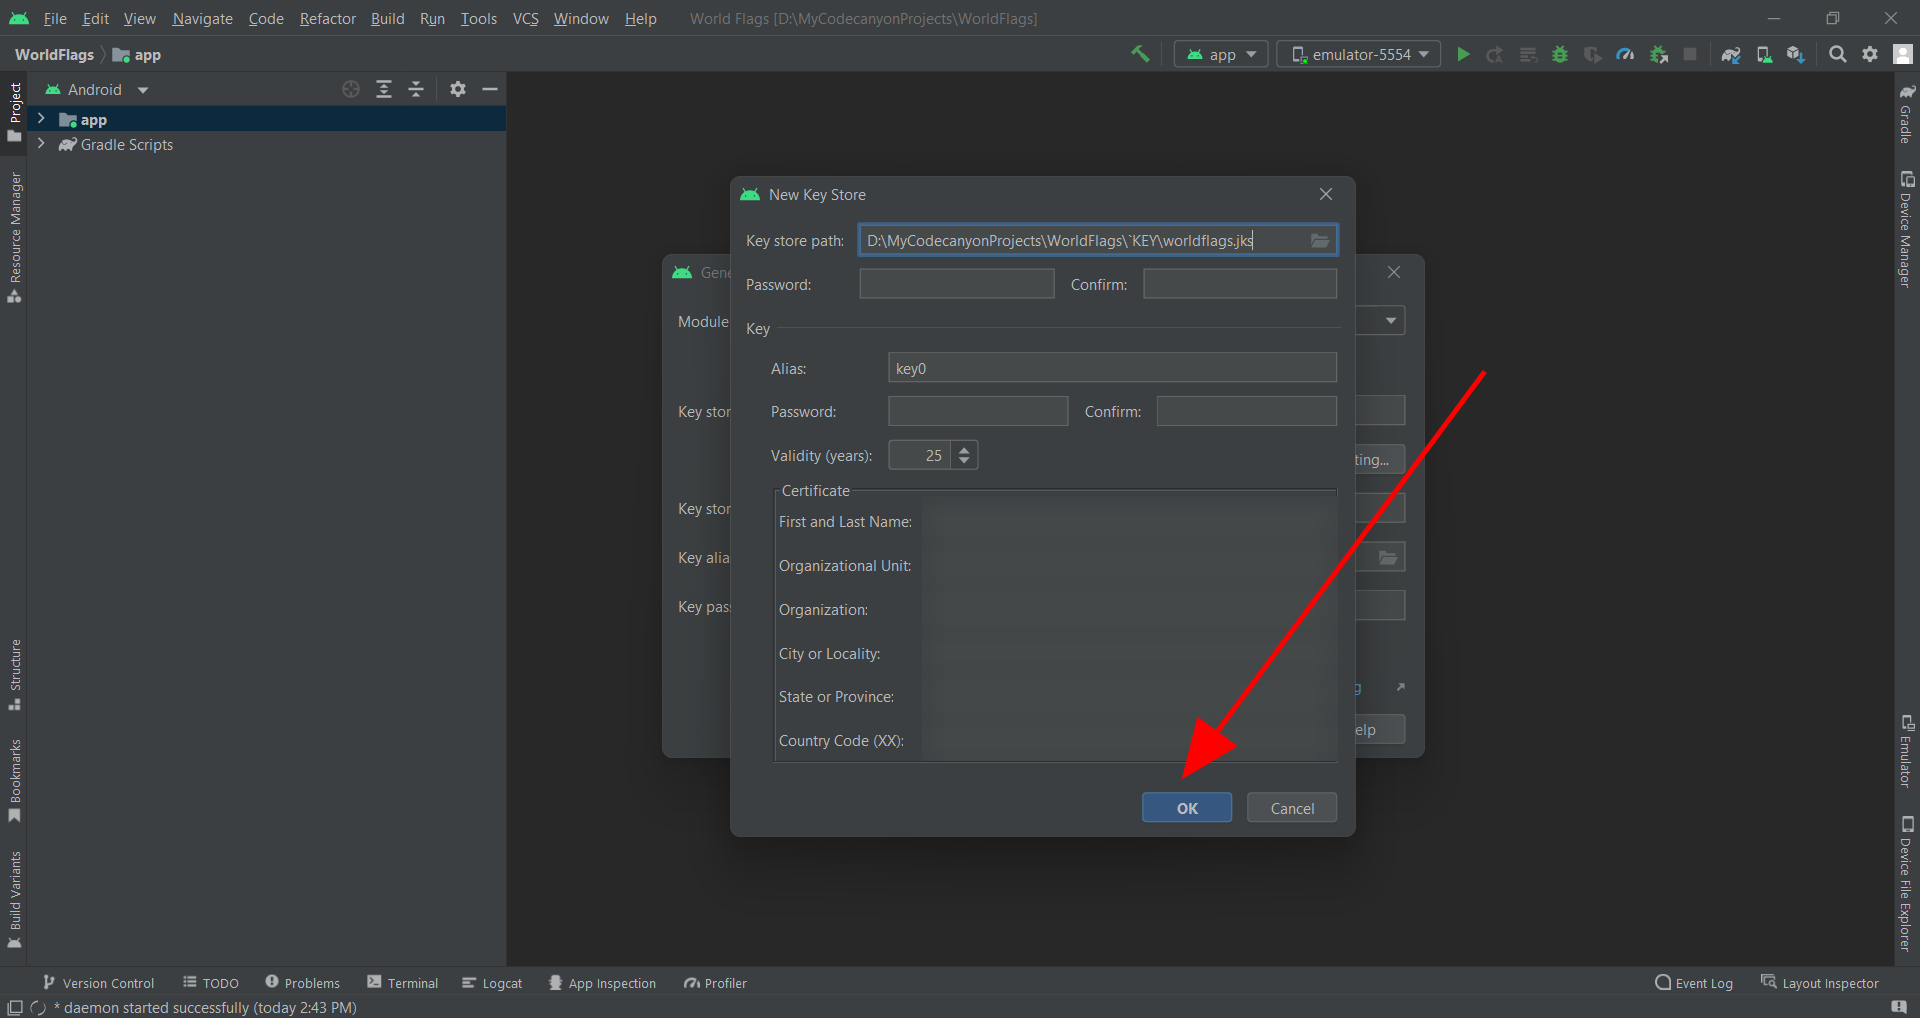 File Edit View Navigate Code Refactor Build Run Tools VCS Window Help World Flags [D:\MyCodecanyonProjects\WorldFlags]
WorldFlags app
app emulator-5554
Android
app
Gradle Scripts
Project
Resource Manager
Structure
Bookmarks
Build Variants
New Key Store
Key store path: D:\MyCodecanyonProjects\WorldFlags\`KEY\worldflags.jks
Password: Confirm:
Key
Alias: key0
Password: Confirm:
Validity (years): 25
Certificate
First and Last Name:
Organizational Unit:
Organization:
City or Locality:
State or Province:
Country Code (XX):
OK Cancel
Gene
Module
Key stor
ting...
Key stor
Key alia
Key pas
g
elp
Gradle
Device Manager
Emulator
Device File Explorer
Version Control TODO Problems Terminal Logcat App Inspection Profiler Event Log Layout Inspector
* daemon started successfully (today 2:43 PM)